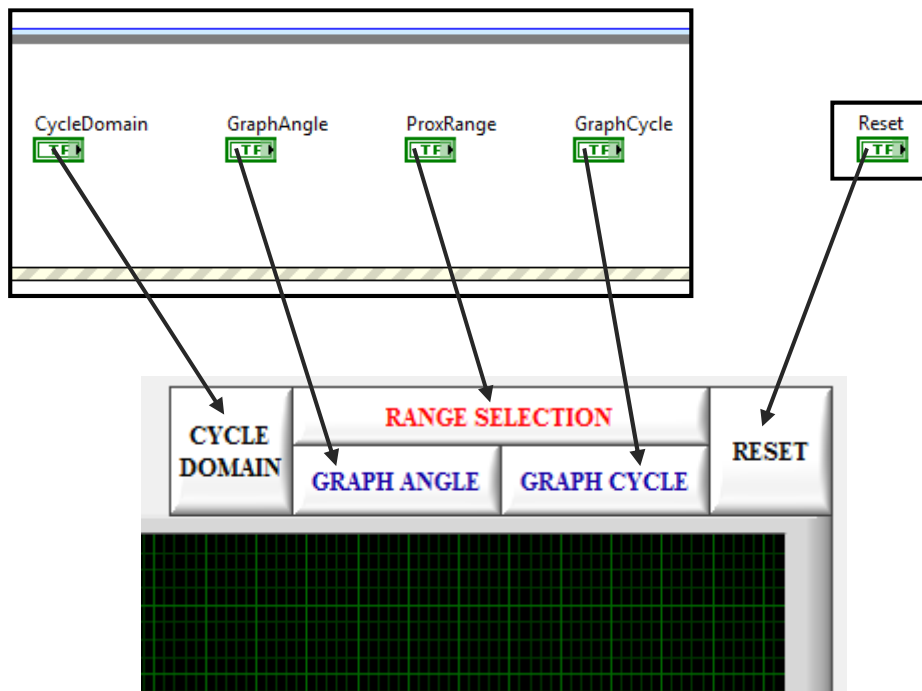 CycleDomain GraphAngle ProxRange GraphCycle Reset
TF TF TF TF TF
RANGE SELECTION
CYCLE
DOMAIN
GRAPH ANGLE GRAPH CYCLE
RESET